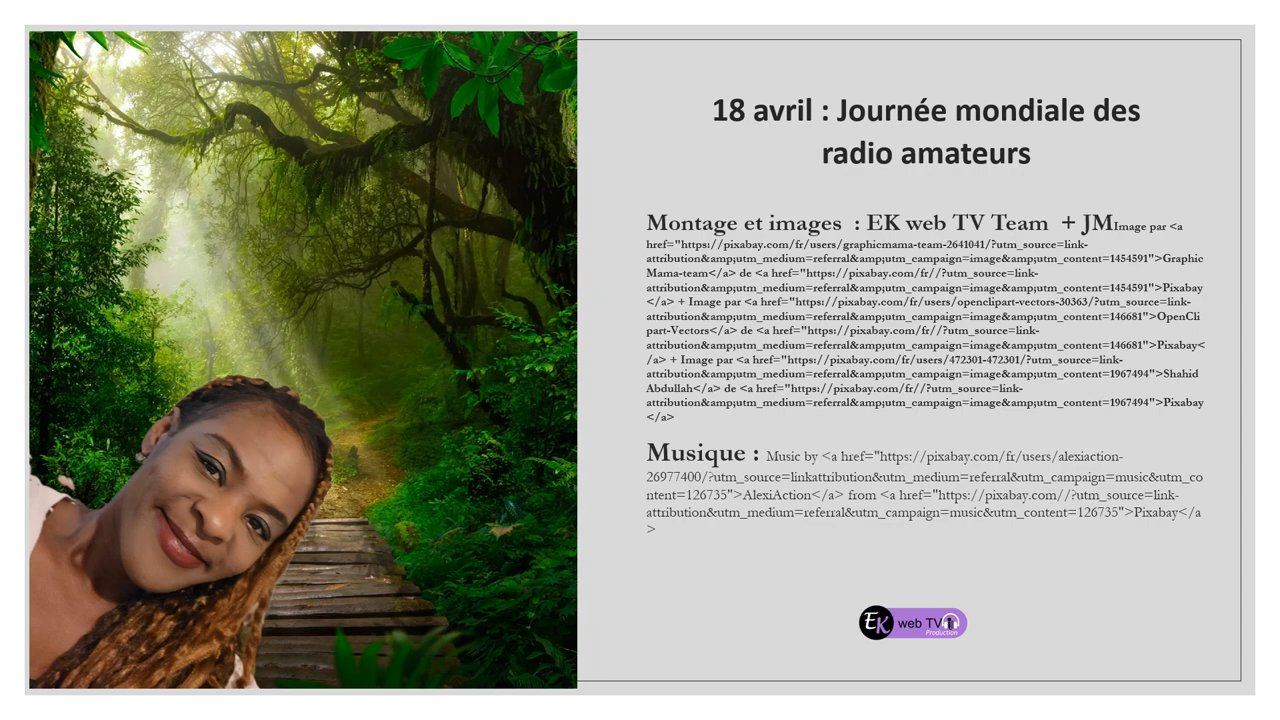 18 avril : Journée mondiale des
radio amateurs
Montage et images : EK web TV Team + JMImage par <a
href="https://pixabay.com/fr/users/graphicmama-team-2641041/?utm_source=link-
attribution&amp;utm_medium=referral&amp;utm_campaign=image&amp;utm_content=1454591">Graphic
Mama-team</a> de <a href="https://pixabay.com/fr//?utm_source=link-
attribution&amp;utm_medium=referral&amp;utm_campaign=image&amp;utm_content=1454591">Pixabay
</a> + Image par <a href="https://pixabay.com/fr/users/openclipart-vectors-30363/?utm_source=link-
attribution&amp;utm_medium=referral&amp;utm_campaign=image&amp;utm_content=146681">OpenCli
part-Vectors</a> de <a href="https://pixabay.com/fr//?utm_source=link-
attribution&amp;utm_medium=referral&amp;utm_campaign=image&amp;utm_content=146681">Pixabay<
/a> + Image par <a href="https://pixabay.com/fr/users/472301-472301/?utm_source=link-
attribution&amp;utm_medium=referral&amp;utm_campaign=image&amp;utm_content=1967494">Shahid
Abdullah</a> de <a href="https://pixabay.com/fr//?utm_source=link-
attribution&amp;utm_medium=referral&amp;utm_campaign=image&amp;utm_content=1967494">Pixabay
</a>
Musique : Music by <a href="https://pixabay.com/fr/users/alexiaction-
26977400/?utm_source=linkattribution&utm_medium=referral&utm_campaign=music&utm_co
ntent=126735">AlexiAction</a> from <a href="https://pixabay.com//?utm_source=link-
attribution&utm_medium=referral&utm_campaign=music&utm_content=126735">Pixabay</a
>
EK web TV
Production